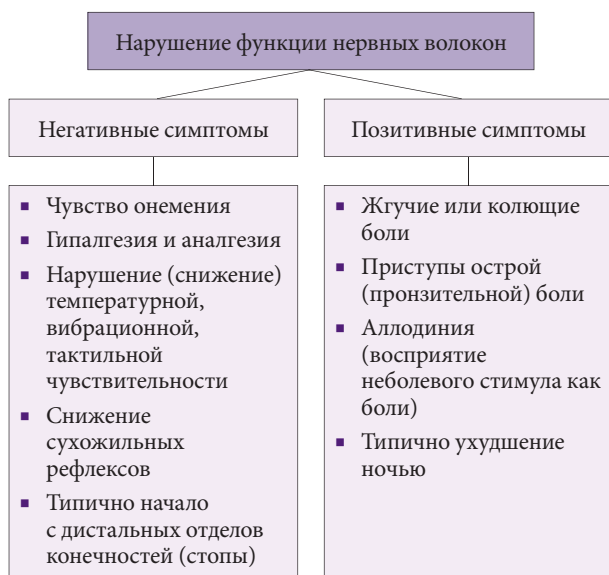 Нарушение функции нервных волокон
Негативные симптомы
Чувство онемения
Гипалгезия и аналгезия
Нарушение (снижение)
температурной,
вибрационной,
тактильной
чувствительности
Снижение
сухожильных
рефлексов
Типично начало
с дистальных отделов
конечностей (стопы)
Позитивные симптомы
Жгучие или колющие
боли
Приступы острой
(пронзительной) боли
Аллодиния
(восприятие
неболевого стимула как
боли)
Типично ухудшение
ночью